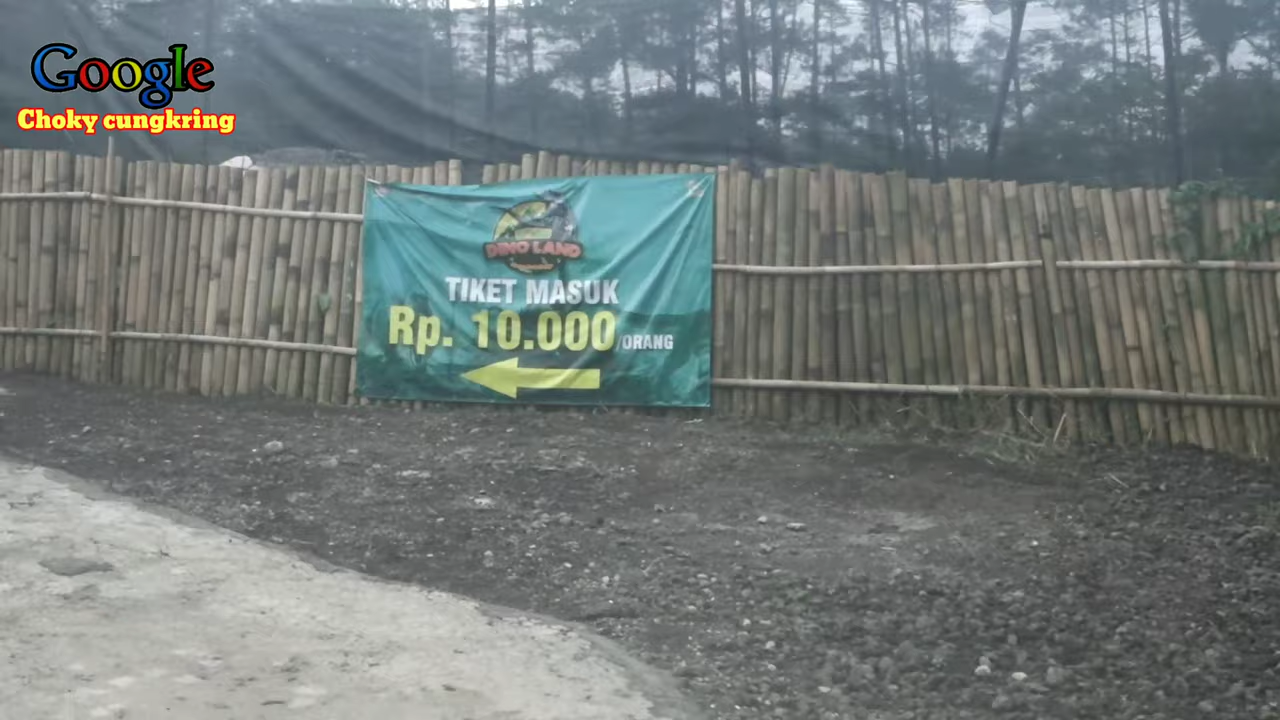 Google
Choky cungkring
DINO LAND
TIKET MASUK
Rp. 10.000/ORANG